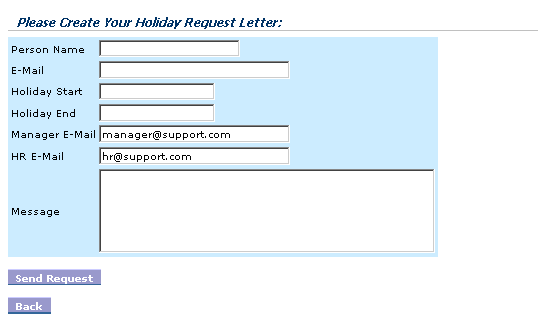 Please Create Your Holiday Request Letter:
Person Name
E-Mail
Holiday Start
Holiday End
Manager E-Mail manager@support.com
HR E-Mail hr@support.com
Message
Send Request
Back